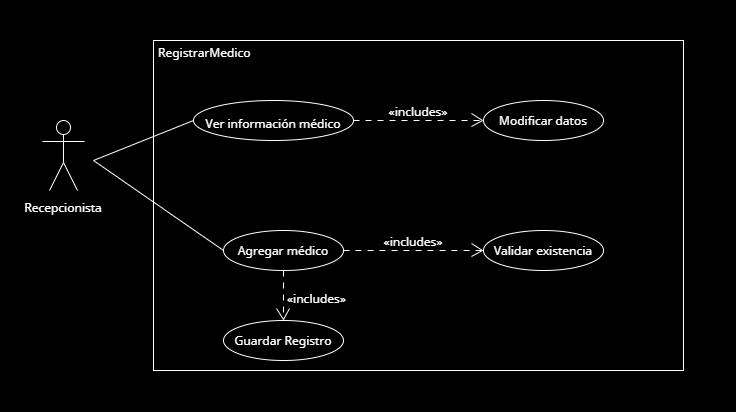 RegistrarMedico
Ver información médico
«includes»
Modificar datos
Recepcionista
Agregar médico
«includes»
Validar existencia
«includes»
Guardar Registro